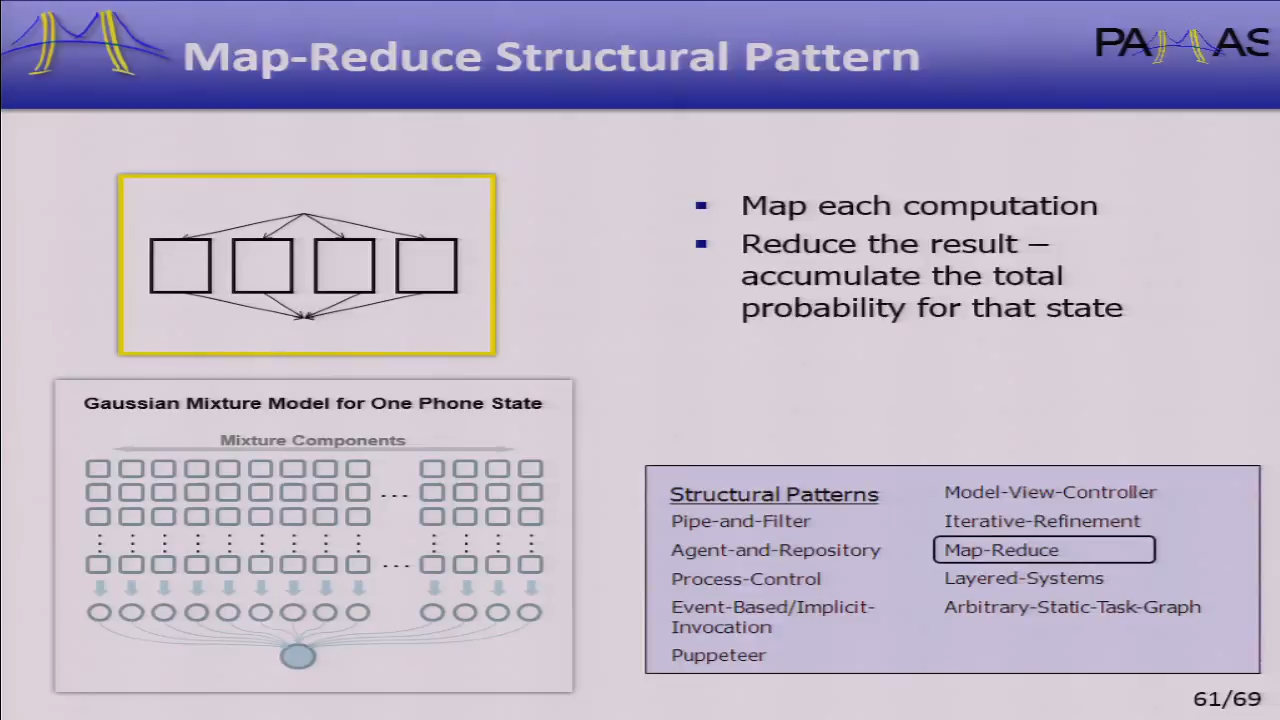 Map-Reduce Structural Pattern
PAMAS
Map each computation
Reduce the result –
accumulate the total
probability for that state
Gaussian Mixture Model for One Phone State
Mixture Components
Structural Patterns
Pipe-and-Filter
Agent-and-Repository
Process-Control
Event-Based/Implicit-
Invocation
Puppeteer
Model-View-Controller
Iterative-Refinement
Map-Reduce
Layered-Systems
Arbitrary-Static-Task-Graph
61/69